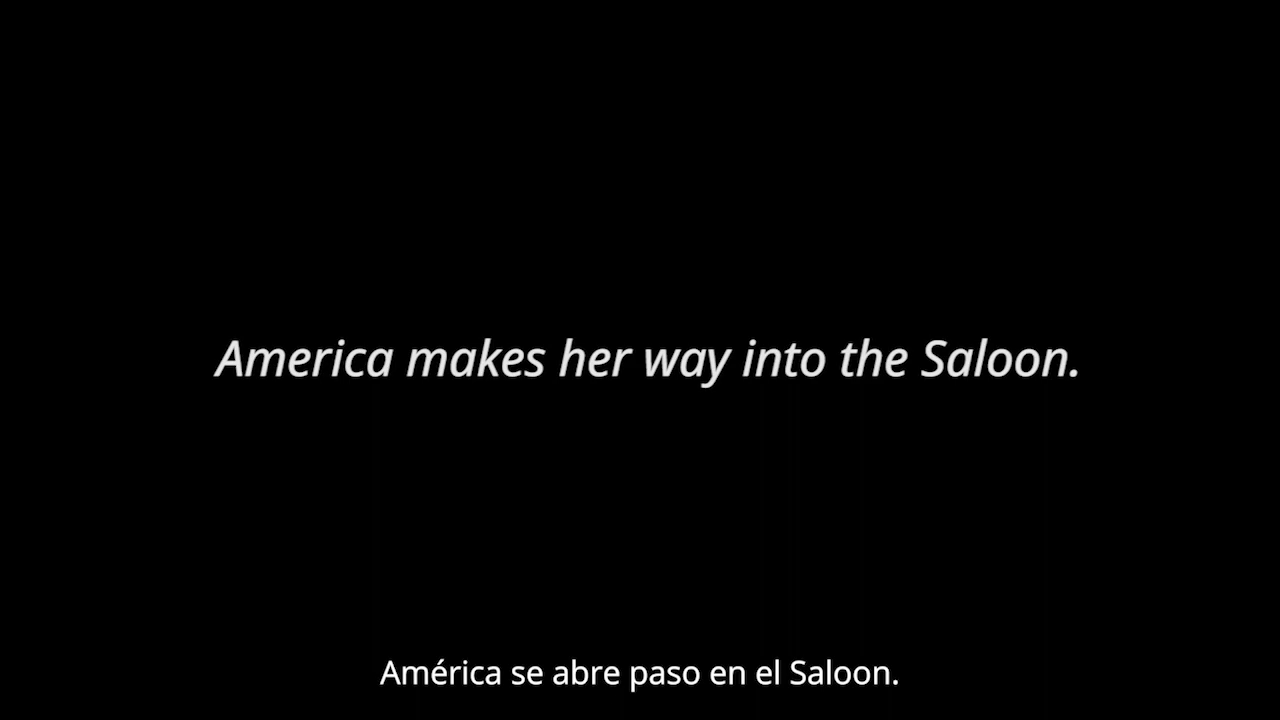 America makes her way into the Saloon.
América se abre paso en el Saloon.